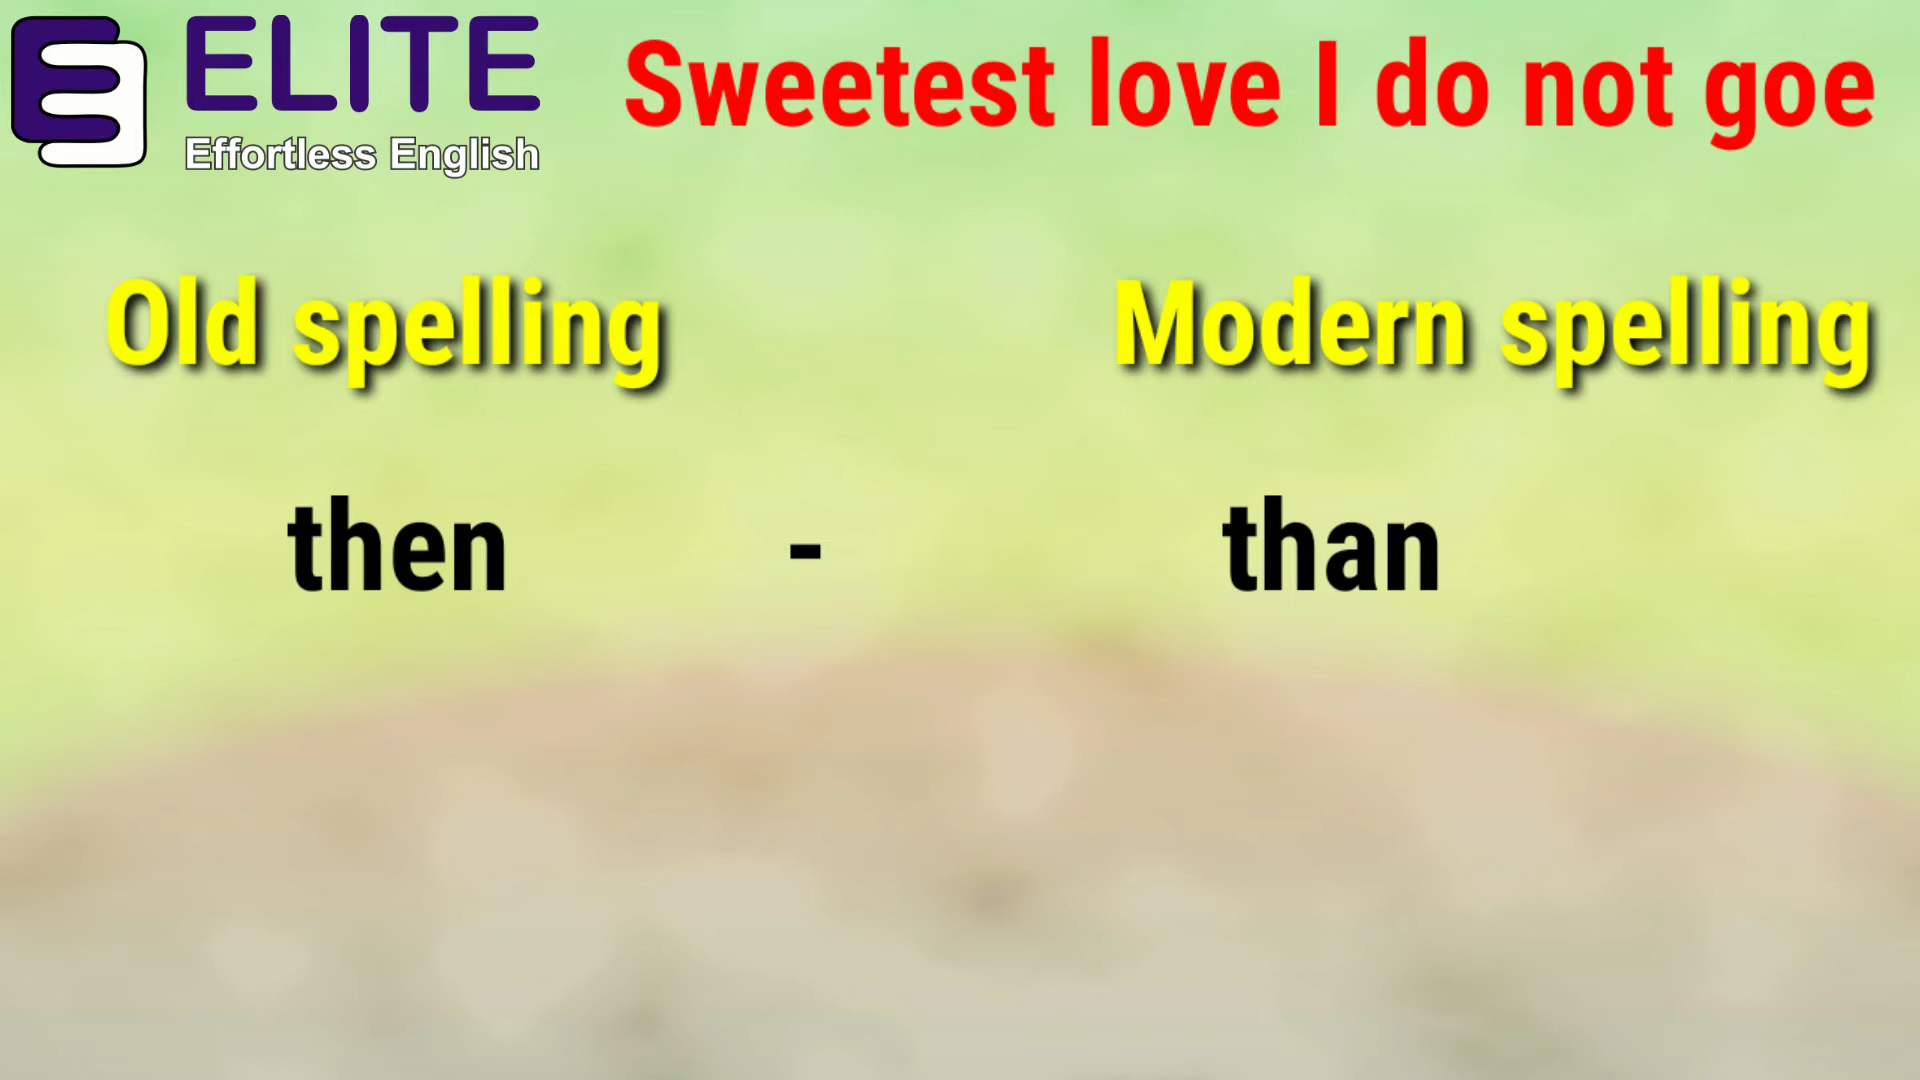 ELITE
Effortless English
Sweetest love I do not goe
Old spelling Modern spelling
then - than